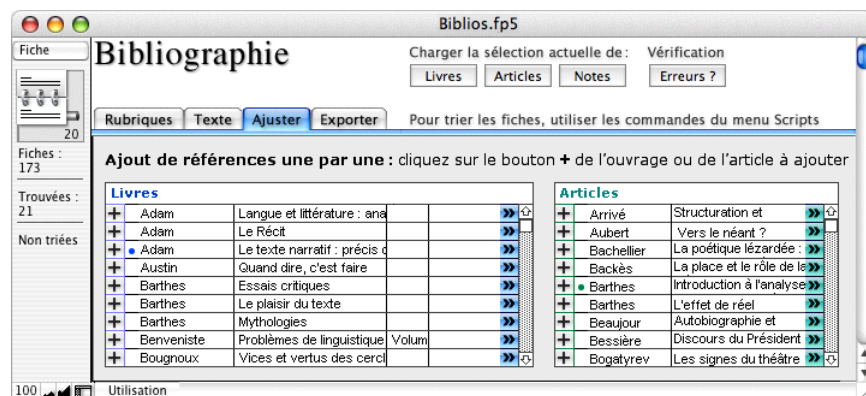 Biblios.fp5
Fiche
20
Fiches :
173
Trouvées :
21
Non triées
Bibliographie
Charger la sélection actuelle de :
Vérification
Livres
Articles
Notes
Erreurs ?
Rubriques
Texte
Ajuster
Exporter
Pour trier les fiches, utiliser les commandes du menu Scripts
Ajout de références une par une : cliquez sur le bouton + de l'ouvrage ou de l'article à ajouter
Livres
+ Adam Langue et littérature : ana »
+ Adam Le Récit »
+ • Adam Le texte narratif : précis d »
+ Austin Quand dire, c'est faire »
+ Barthes Essais critiques »
+ Barthes Le plaisir du texte »
+ Barthes Mythologies »
+ Benveniste Problèmes de linguistique Volum »
+ Bougnoux Vices et vertus des cercl »
Articles
+ Arrivé Structuration et »
+ Aubert Vers le néant ? »
+ Bachellier La poétique lézardée : »
+ Backès La place et le rôle de la »
+ • Barthes Introduction à l'analyse »
+ Barthes L'effet de réel »
+ Beaujour Autobiographie et »
+ Bessière Discours du Président »
+ Bogatyrev Les signes du théâtre »
100
Utilisation